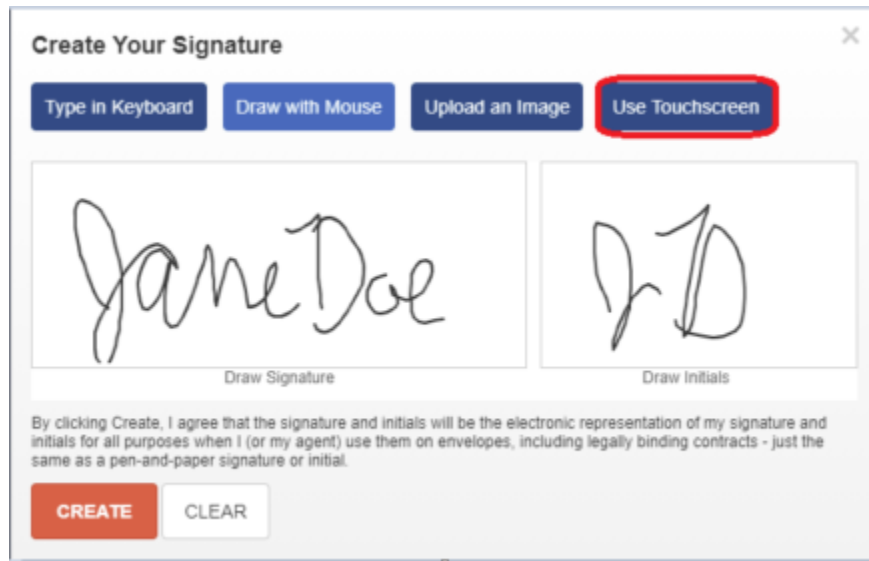 Create Your Signature ×
Type in Keyboard Draw with Mouse Upload an Image Use Touchscreen
Jane Doe JD
Draw Signature Draw Initials
By clicking Create, I agree that the signature and initials will be the electronic representation of my signature and
initials for all purposes when I (or my agent) use them on envelopes, including legally binding contracts - just the
same as a pen-and-paper signature or initial.
CREATE CLEAR